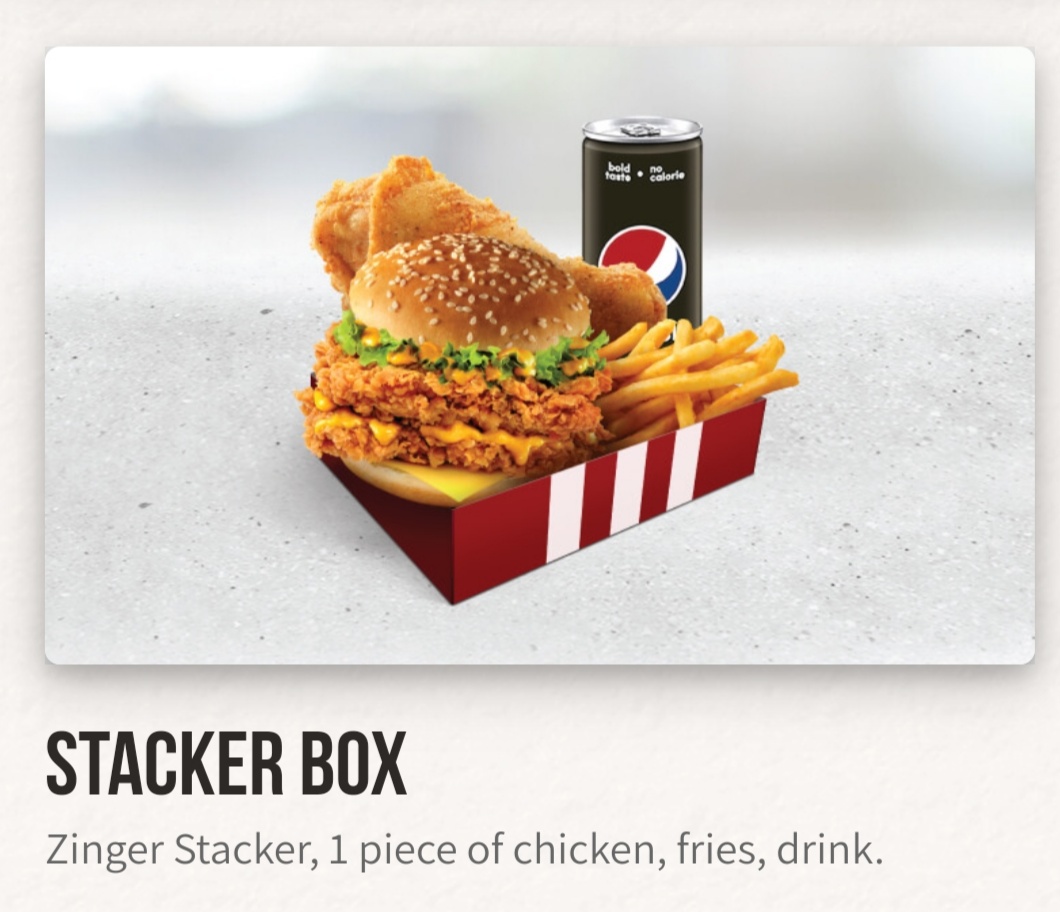 bold taste • no calorie
STACKER BOX
Zinger Stacker, 1 piece of chicken, fries, drink.